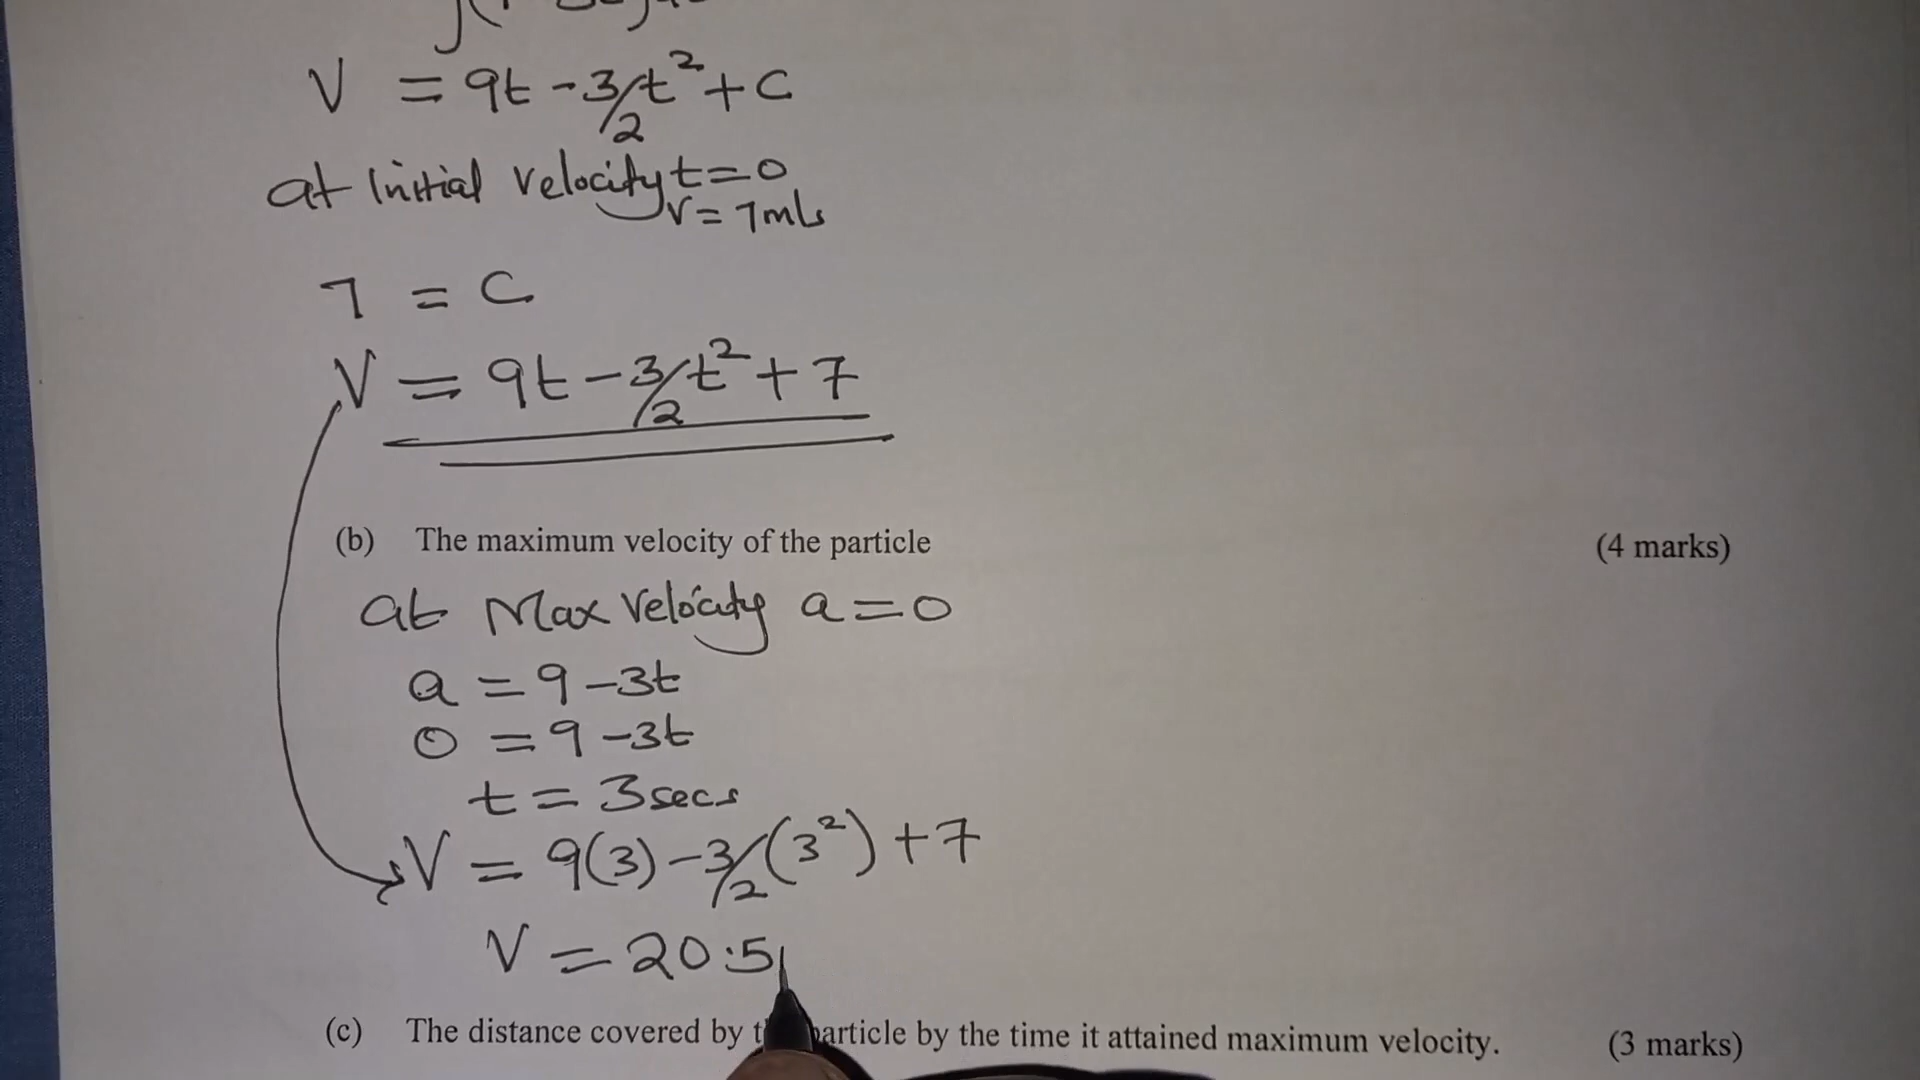 V = 9t - 3/2 t² + C
at Initial velocity t = 0
V = 7m/s
7 = C
V = 9t - 3/2 t² + 7
(b) The maximum velocity of the particle (4 marks)
at Max velocity a = 0
a = 9 - 3t
0 = 9 - 3t
t = 3secs
V = 9(3) - 3/2 (3²) + 7
V = 20.5
(c) The distance covered by particle by the time it attained maximum velocity. (3 marks)